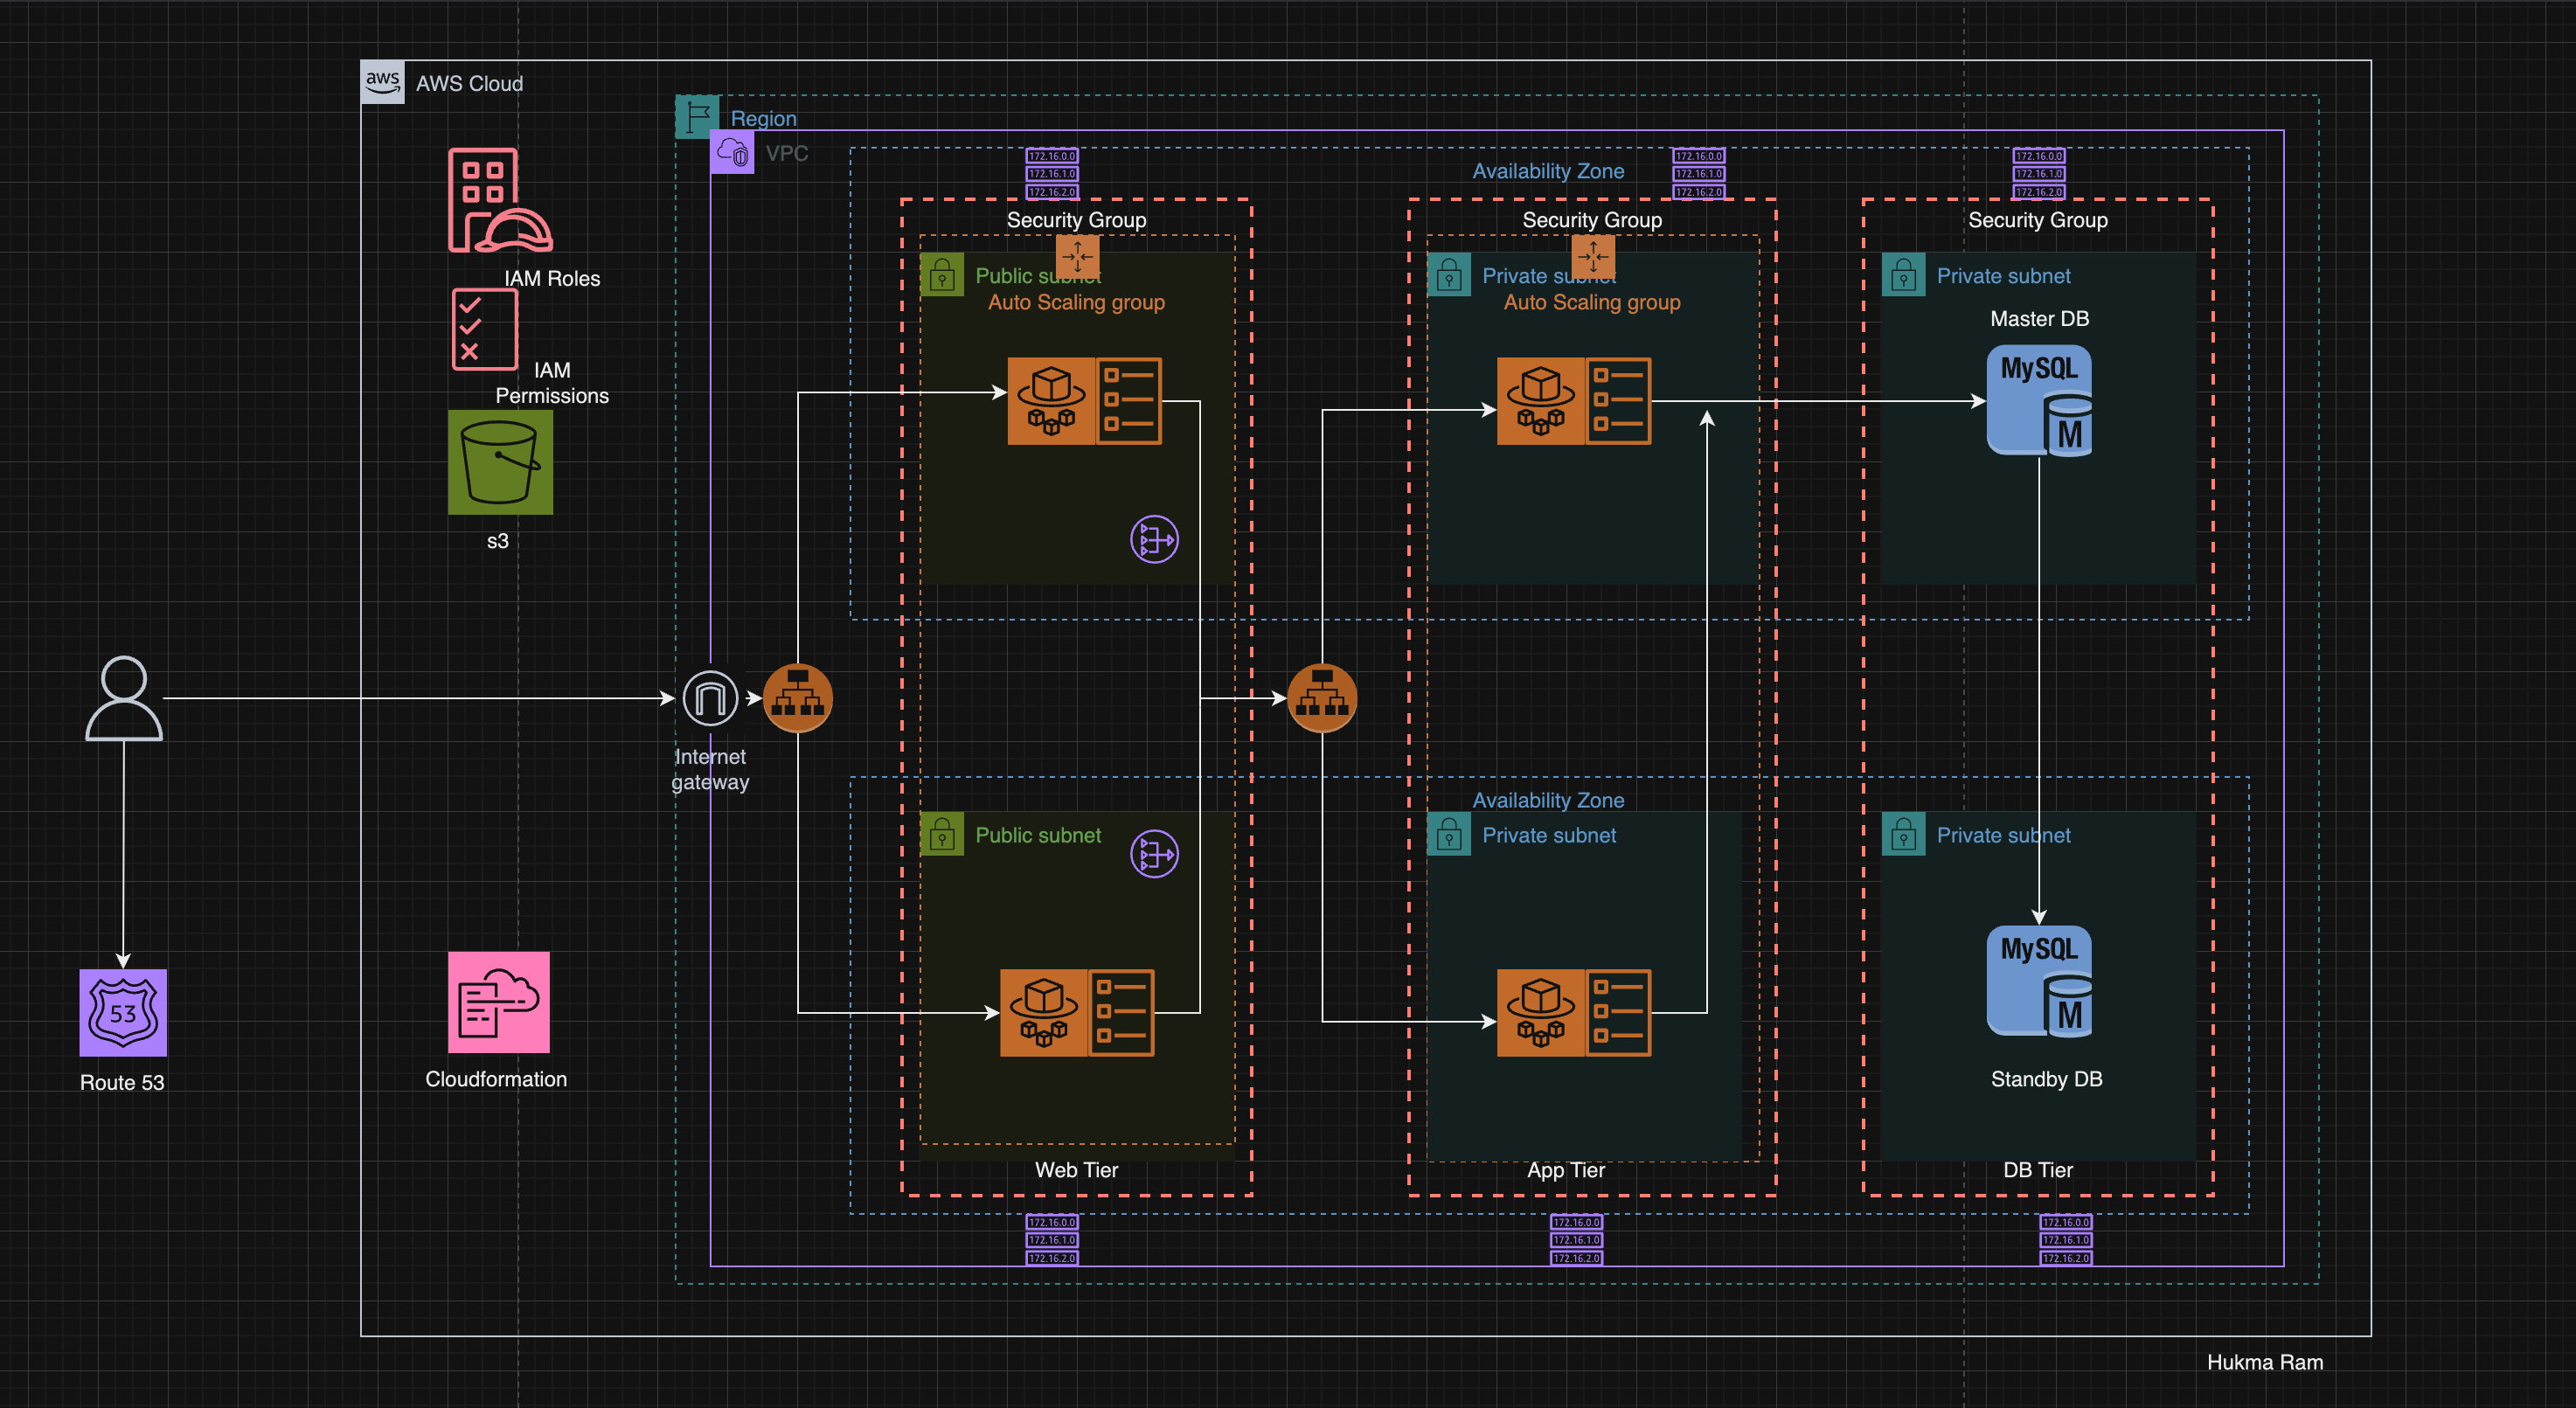 aws
AWS Cloud
Region
VPC
172.16.0.0
172.16.1.0
172.16.2.0
172.16.0.0
172.16.1.0
172.16.2.0
172.16.0.0
172.16.1.0
172.16.2.0
Availability Zone
Security Group
Security Group
Security Group
IAM Roles
Public subnet
Auto Scaling group
Private subnet
Auto Scaling group
Private subnet
Master DB
MySQL
M
IAM
Permissions
s3
Internet
gateway
Availability Zone
Public subnet
Private subnet
Private subnet
MySQL
M
53
Route 53
Cloudformation
Standby DB
Web Tier
App Tier
DB Tier
172.16.0.0
172.16.1.0
172.16.2.0
172.16.0.0
172.16.1.0
172.16.2.0
172.16.0.0
172.16.1.0
172.16.2.0
Hukma Ram